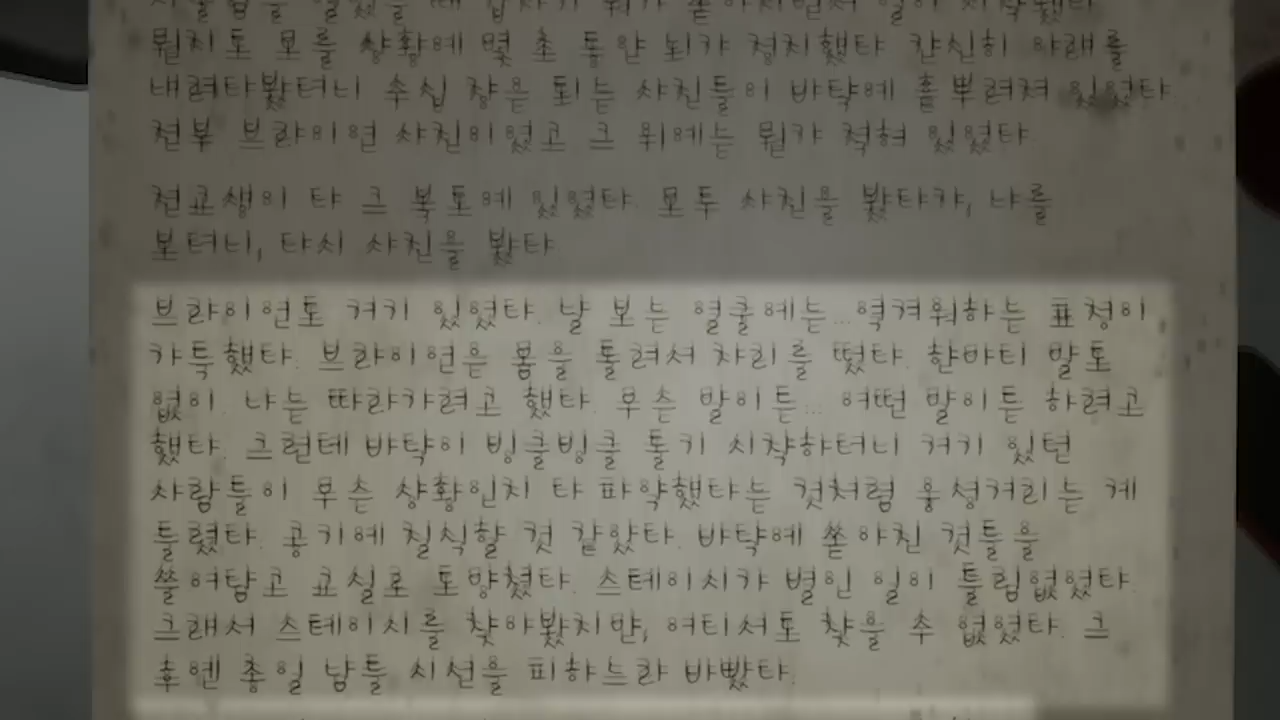 뭔지도 모를 상황에 몇 초 동안 뇌가 정지했다. 간신히 아래를
내려다봤더니 수십 장은 되는 사진들이 바닥에 흩뿌려져 있었다.
전부 브라이언 사진이었고 그 위에는 뭔가 적혀 있었다.
전교생이 다 그 복도에 있었다. 모두 사진을 봤다가, 나를
보더니, 다시 사진을 봤다.
브라이언도 거기 있었다. 날 보는 얼굴에는... 역겨워하는 표정이
가득했다. 브라이언은 몸을 돌려서 자리를 떴다. 한마디 말도
없이. 나는 따라가려고 했다. 무슨 말이든... 어떤 말이든 하려고
했다. 그런데 바닥이 빙글빙글 돌기 시작하더니 거기 있던
사람들이 무슨 상황인지 다 파악했다는 것처럼 웅성거리는 게
들렸다. 공기에 질식할 것 같았다. 바닥에 쏟아진 것들을
쓸어담고 교실로 도망쳤다. 스테이시가 벌인 일이 틀림없었다.
그래서 스테이시를 찾아봤지만, 어디서도 찾을 수 없었다. 그
후엔 종일 남들 시선을 피하느라 바빴다.